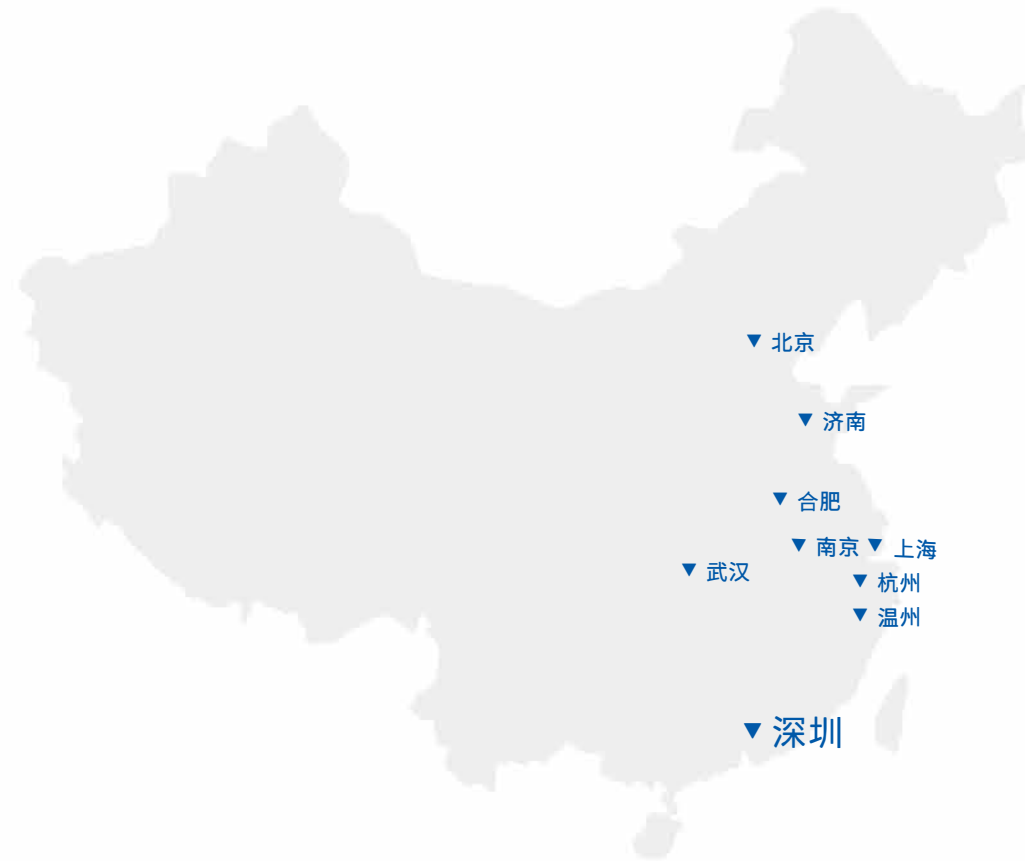 ▼ 北京
▼ 济南
▼ 合肥
▼ 南京 ▼ 上海
▼ 武汉
▼ 杭州
▼ 温州
▼ 深圳